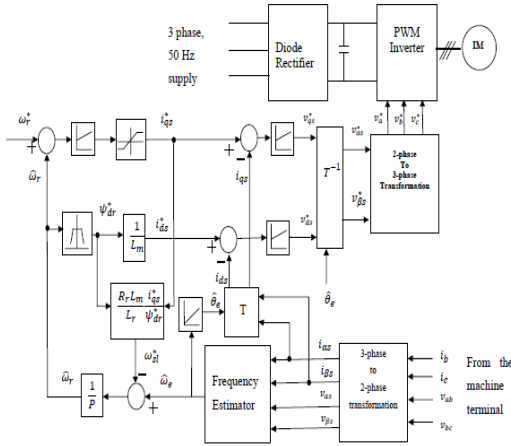 3 phase,
50 Hz
supply
Diode
Rectifier
PWM
Inverter
IM
v*a v*b v*c
ω*r
+
-
i*qs
+
-
v*qs
v*as
T⁻¹
2-phase
To
3-phase
Transformation
ω̂r
iqs
ψ*dr
1/Lm
i*ds
+
-
v*ds
v*βs
ids
θ̂e
RrLm/Lr i*qs/ψ*dr
θ̂e
T
ω*sl
ias
3-phase
to
2-phase
transformation
ib
From the
ω̂r
1/P
-
+
ω̂e
Frequency
Estimator
iβs
ic
machine
vas
vab
terminal
vβs
vbc